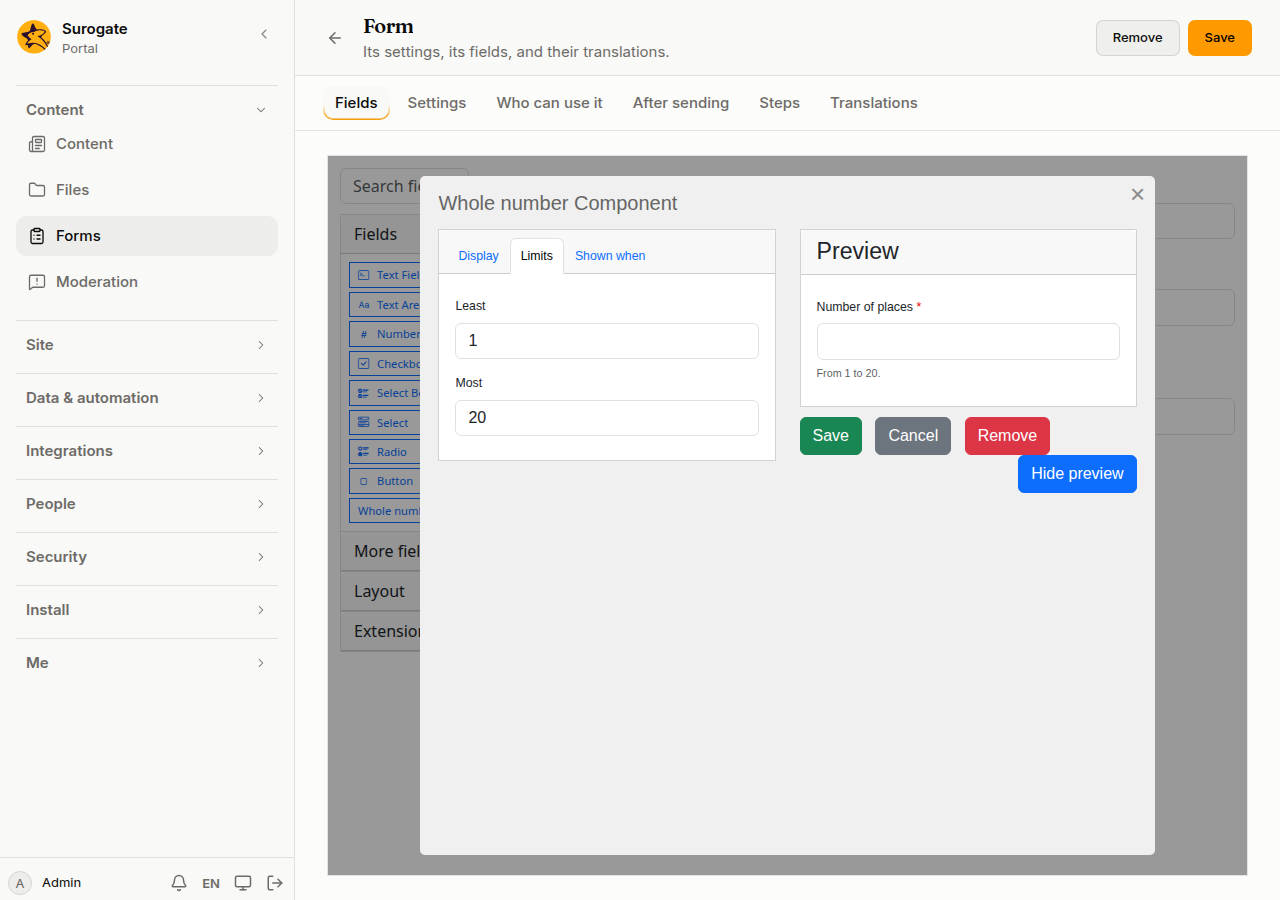 Surogate
Portal
Content
Content
Files
Forms
Moderation
Site
Data & automation
Integrations
People
Security
Install
Me
A
Admin
EN
Form
Its settings, its fields, and their translations.
Remove
Save
Fields
Settings
Who can use it
After sending
Steps
Translations
Search fi
Fields
Text Fiel
Aa Text Are
# Number
Checkb
Select B
Select
Radio
Button
Whole num
More fiel
Layout
Extension
Whole number Component
Display
Limits
Shown when
Least
1
Most
20
Preview
Number of places *
From 1 to 20.
Save
Cancel
Remove
Hide preview